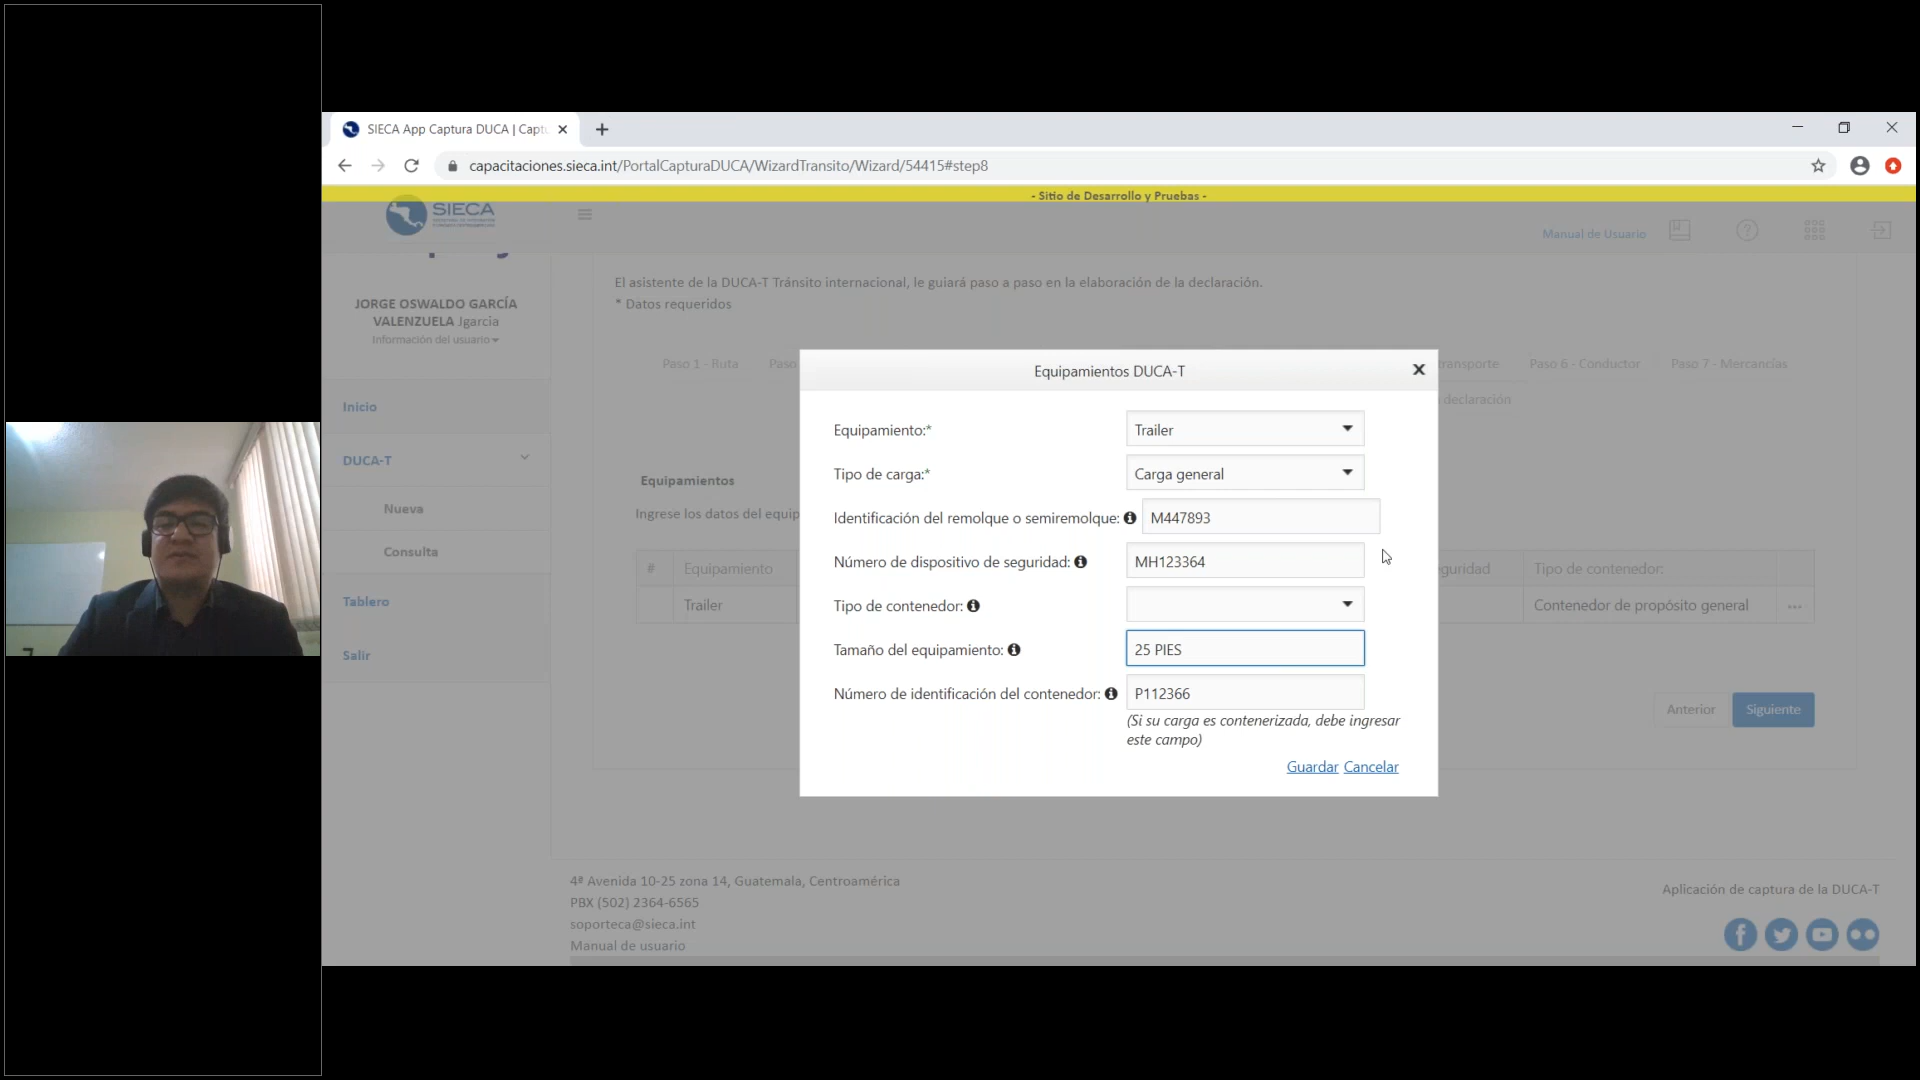 SIECA App Captura DUCA | Captu
capacitaciones.sieca.int/PortalCapturaDUCA/WizardTransito/Wizard/54415#step8
- Sitio de Desarrollo y Pruebas -
SIECA
Manual de Usuario
JORGE OSWALDO GARCÍA
VALENZUELA Jgarcia
Información del usuario
Inicio
DUCA-T
Nueva
Consulta
Tablero
Salir
El asistente de la DUCA-T Tránsito internacional, le guiará paso a paso en la elaboración de la declaración.
* Datos requeridos
Paso 1 - Ruta
Paso
transporte
Paso 6 - Conductor
Paso 7 - Mercancías
declaración
Equipamientos
Ingrese los datos del equip
# Equipamiento
guridad
Tipo de contenedor:
Trailer
Contenedor de propósito general
...
Anterior
Siguiente
Equipamientos DUCA-T
X
Equipamiento:* Trailer
Tipo de carga:* Carga general
Identificación del remolque o semiremolque: M447893
Número de dispositivo de seguridad: MH123364
Tipo de contenedor:
Tamaño del equipamiento: 25 PIES
Número de identificación del contenedor: P112366
(Si su carga es contenerizada, debe ingresar
este campo)
Guardar Cancelar
4ª Avenida 10-25 zona 14, Guatemala, Centroamérica
PBX (502) 2364-6565
soporteca@sieca.int
Manual de usuario
Aplicación de captura de la DUCA-T